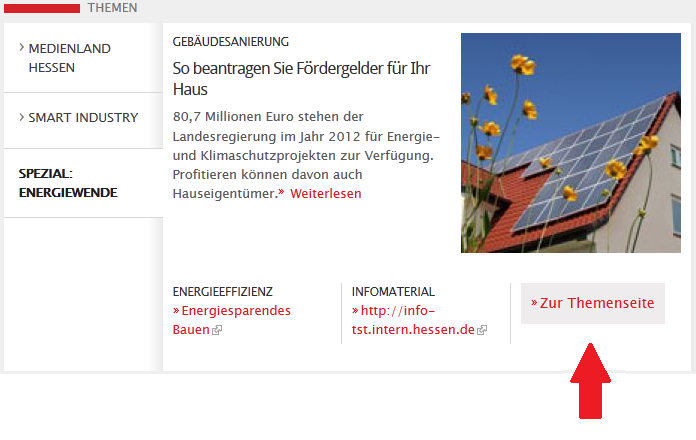 THEMEN
› MEDIENLAND
HESSEN
› SMART INDUSTRY
SPEZIAL:
ENERGIEWENDE
GEBÄUDESANIERUNG
So beantragen Sie Fördergelder für Ihr
Haus
80,7 Millionen Euro stehen der
Landesregierung im Jahr 2012 für Energie-
und Klimaschutzprojekten zur Verfügung.
Profitieren können davon auch
Hauseigentümer.» Weiterlesen
ENERGIEEFFIZIENZ
» Energiesparendes
Bauen
INFOMATERIAL
» http://info-
tst.intern.hessen.de
» Zur Themenseite